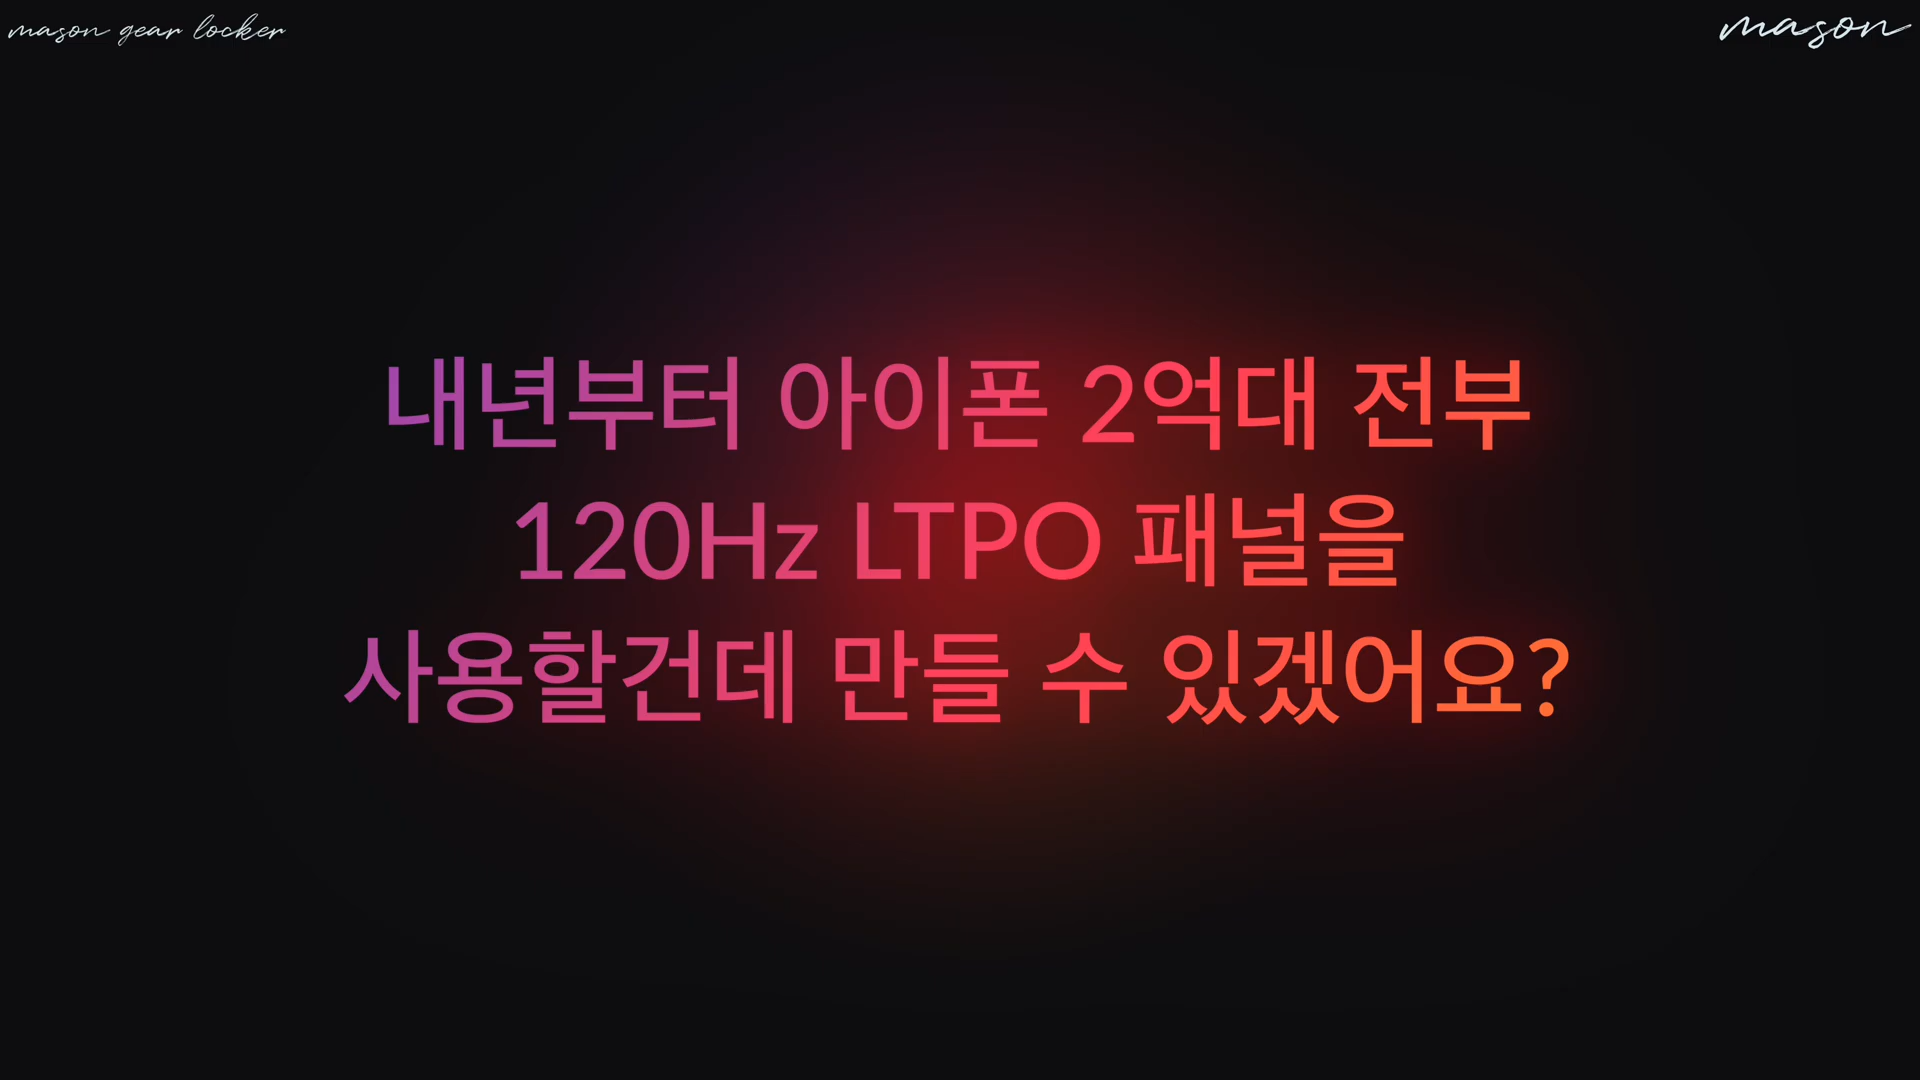 mason gear locker
mason
내년부터 아이폰 2억대 전부
120Hz LTPO 패널을
사용할건데 만들 수 있겠어요?